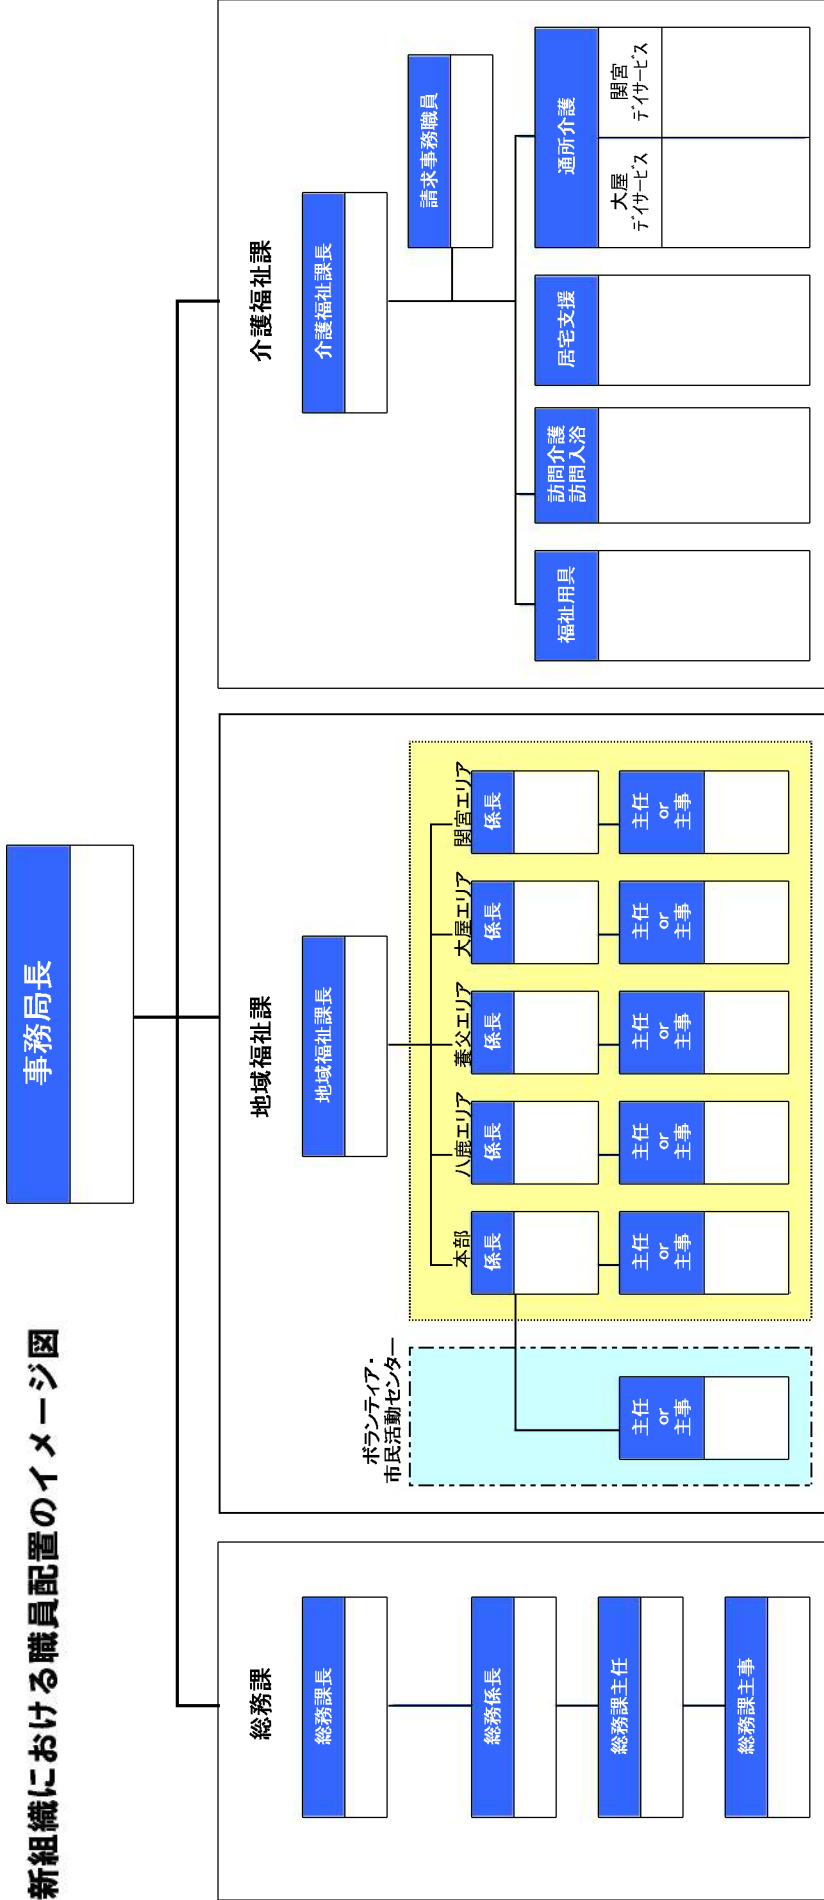 新組織における職員配置のイメージ図
事務局長
総務課
総務課長
総務係長
総務課主任
総務課主事
地域福祉課
地域福祉課長
ボランティア・
市民活動センター
主任
or
主事
本部
係長
主任
or
主事
八鹿エリア
係長
主任
or
主事
養父エリア
係長
主任
or
主事
大屋エリア
係長
主任
or
主事
関宮エリア
係長
主任
or
主事
介護福祉課
介護福祉課長
請求事務職員
福祉用具
訪問介護
訪問入浴
居宅支援
通所介護
大屋
デイサービス
関宮
デイサービス